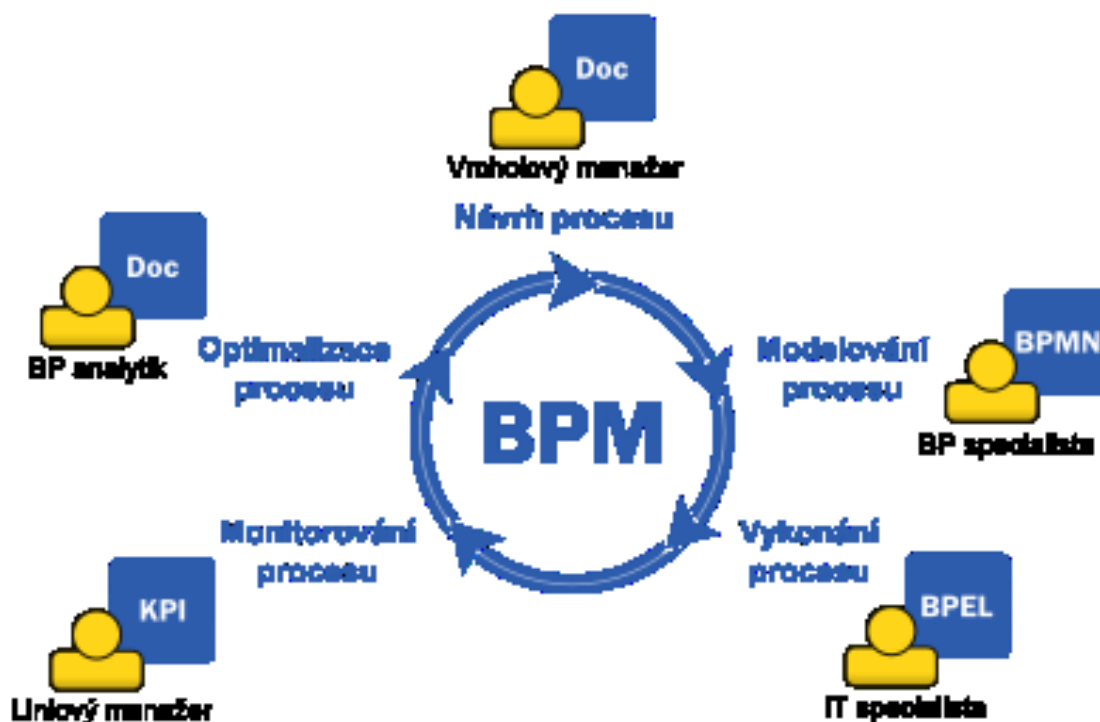 Doc
Vrcholový manažer
Návrh procesu
Doc
BP analytik
Optimalizace
procesu
Modelování
procesu
BPMN
BP specialista
BPM
Monitorování
procesu
Vykonání
procesu
KPI
Liniový manažer
BPEL
IT specialista